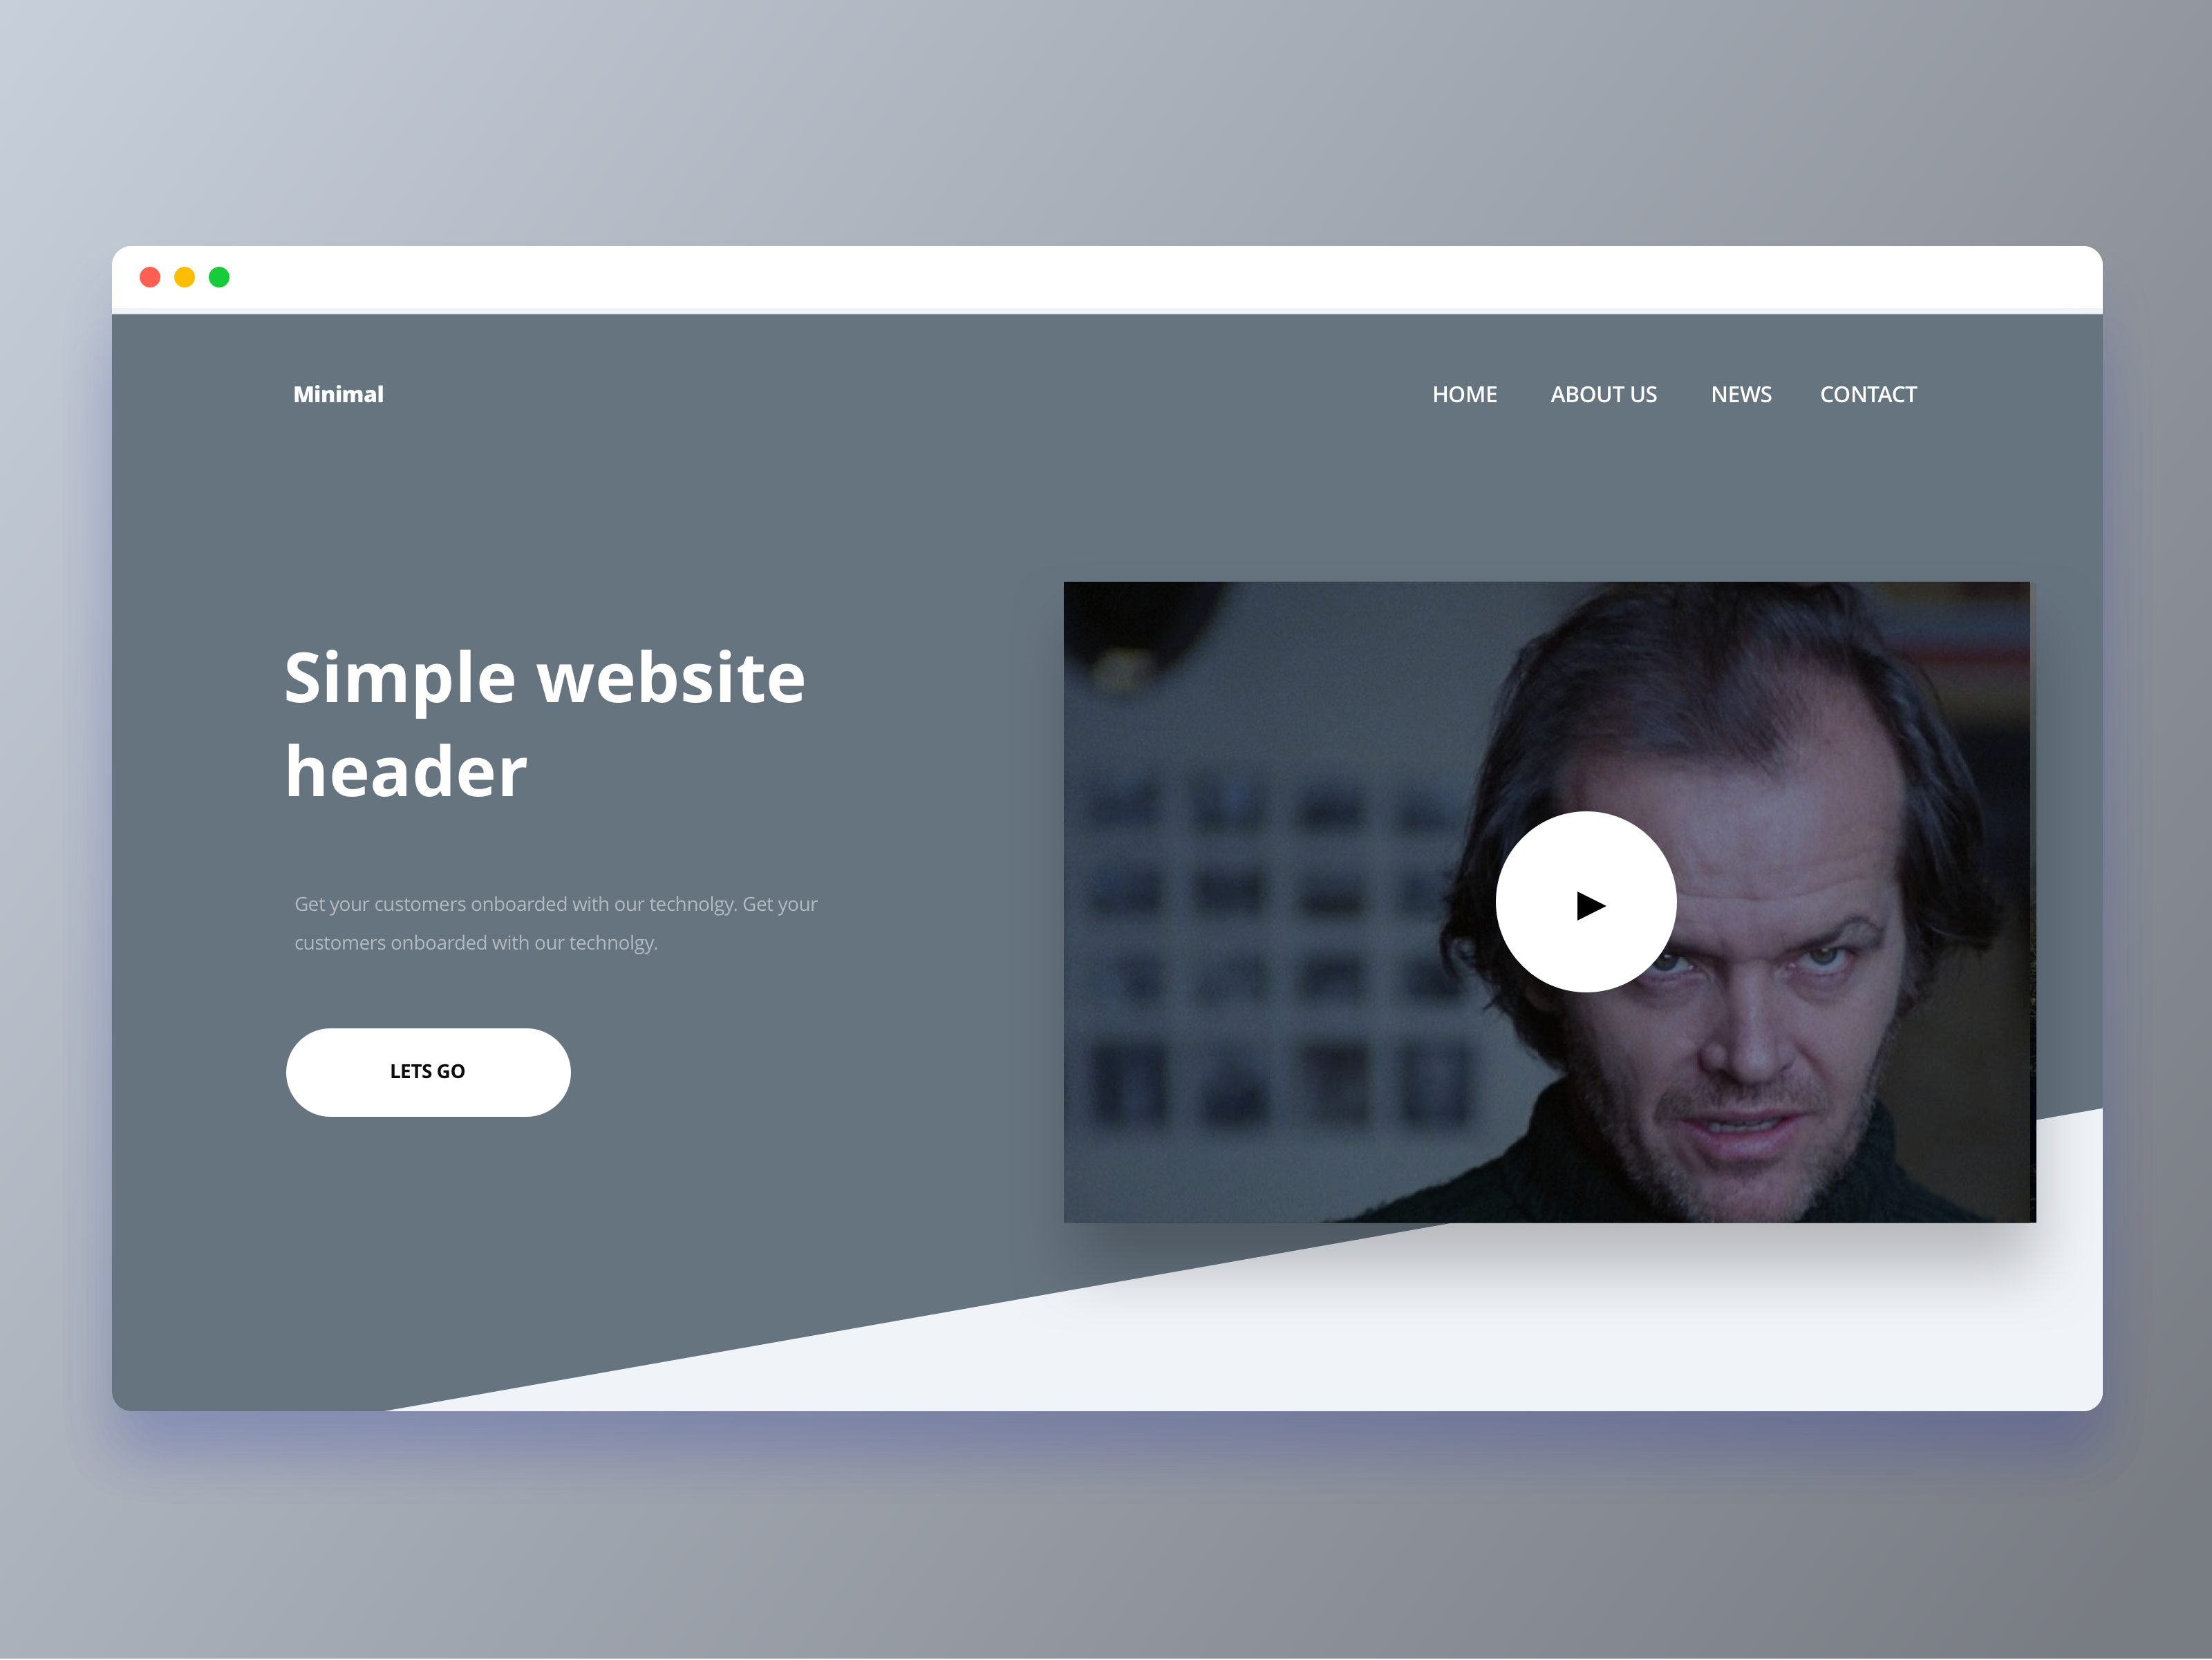 Minimal
HOME ABOUT US NEWS CONTACT
Simple website
header
Get your customers onboarded with our technolgy. Get your
customers onboarded with our technolgy.
LETS GO